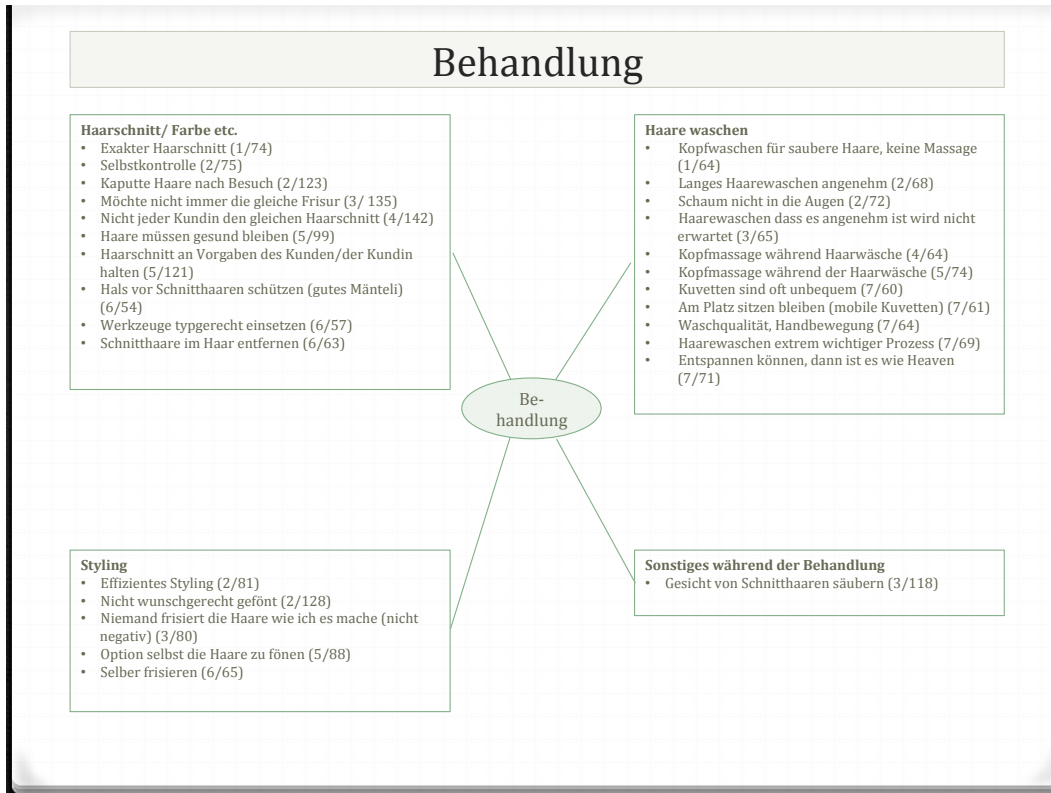 Behandlung
Haarschnitt/ Farbe etc.
• Exakter Haarschnitt (1/74)
• Selbstkontrolle (2/75)
• Kaputte Haare nach Besuch (2/123)
• Möchte nicht immer die gleiche Frisur (3/ 135)
• Nicht jeder Kundin den gleichen Haarschnitt (4/142)
• Haare müssen gesund bleiben (5/99)
• Haarschnitt an Vorgaben des Kunden/der Kundin
halten (5/121)
• Hals vor Schnitthaaren schützen (gutes Mänteli)
(6/54)
• Werkzeuge typgerecht einsetzen (6/57)
• Schnitthaare im Haar entfernen (6/63)
Haare waschen
• Kopfwaschen für saubere Haare, keine Massage
(1/64)
• Langes Haarewaschen angenehm (2/68)
• Schaum nicht in die Augen (2/72)
• Haarewaschen dass es angenehm ist wird nicht
erwartet (3/65)
• Kopfmassage während Haarwäsche (4/64)
• Kopfmassage während der Haarwäsche (5/74)
• Kuvetten sind oft unbequem (7/60)
• Am Platz sitzen bleiben (mobile Kuvetten) (7/61)
• Waschqualität, Handbewegung (7/64)
• Haarewaschen extrem wichtiger Prozess (7/69)
• Entspannen können, dann ist es wie Heaven
(7/71)
Be-
handlung
Styling
• Effizientes Styling (2/81)
• Nicht wunschgerecht gefönt (2/128)
• Niemand frisiert die Haare wie ich es mache (nicht
negativ) (3/80)
• Option selbst die Haare zu fönen (5/88)
• Selber frisieren (6/65)
Sonstiges während der Behandlung
• Gesicht von Schnitthaaren säubern (3/118)